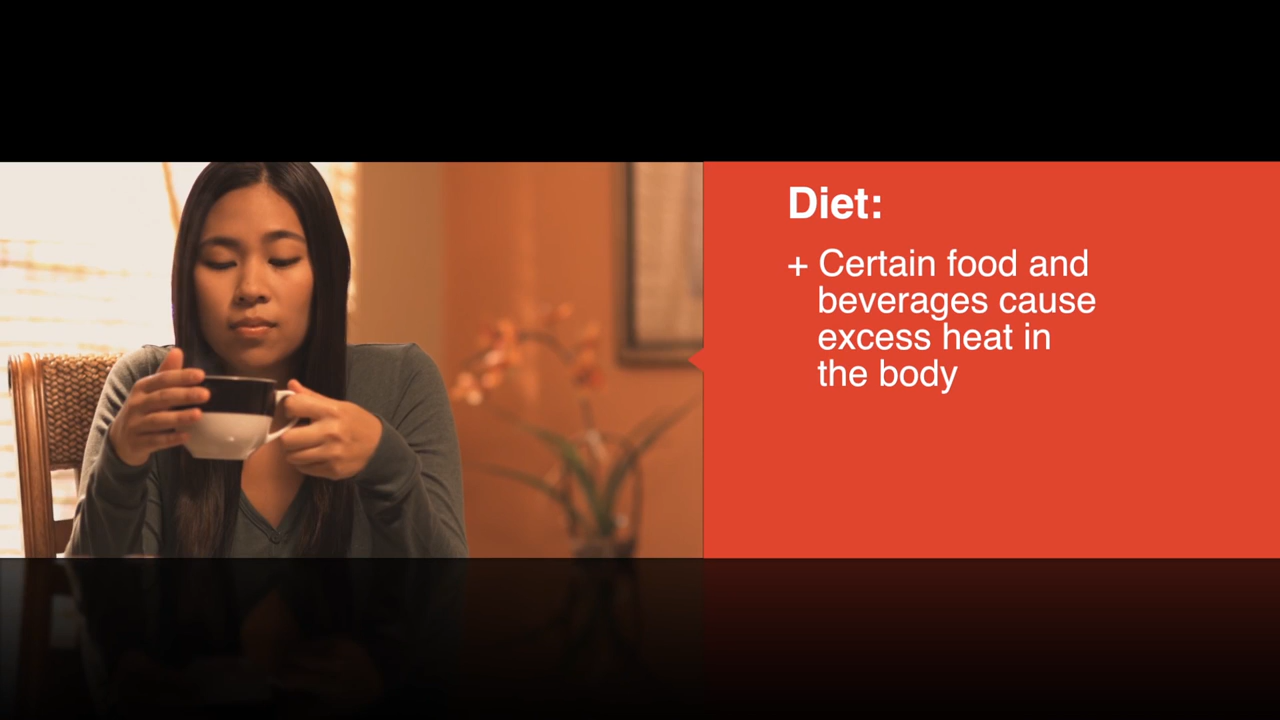 Diet:
+ Certain food and
beverages cause
excess heat in
the body